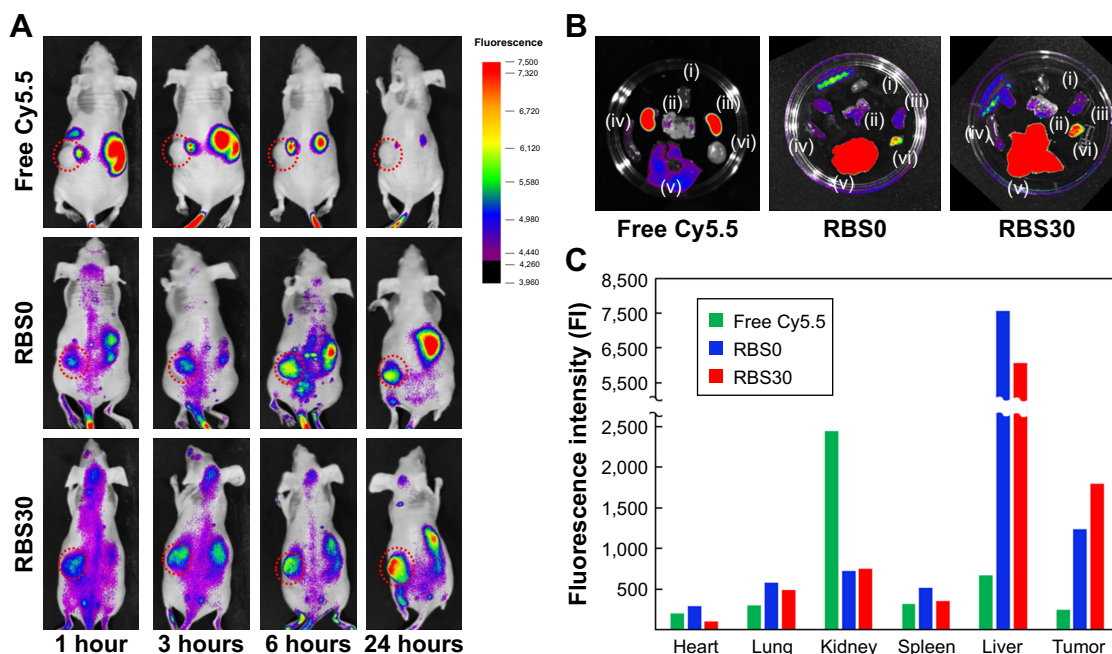 A
Free Cy5.5
RBS0
RBS30
1 hour
3 hours
6 hours
24 hours
Fluorescence
7,500
7,320
6,720
6,120
5,580
4,980
4,440
4,260
3,960
B
(i)
(ii)
(iii)
(iv)
(v)
(vi)
Free Cy5.5
(i)
(ii)
(iii)
(iv)
(v)
(vi)
RBS0
(i)
(ii)
(iii)
(iv)
(v)
(vi)
RBS30
C
Fluorescence intensity (FI)
8,500
7,500
6,500
5,500
2,500
2,000
1,500
1,000
500
Free Cy5.5
RBS0
RBS30
Heart
Lung
Kidney
Spleen
Liver
Tumor